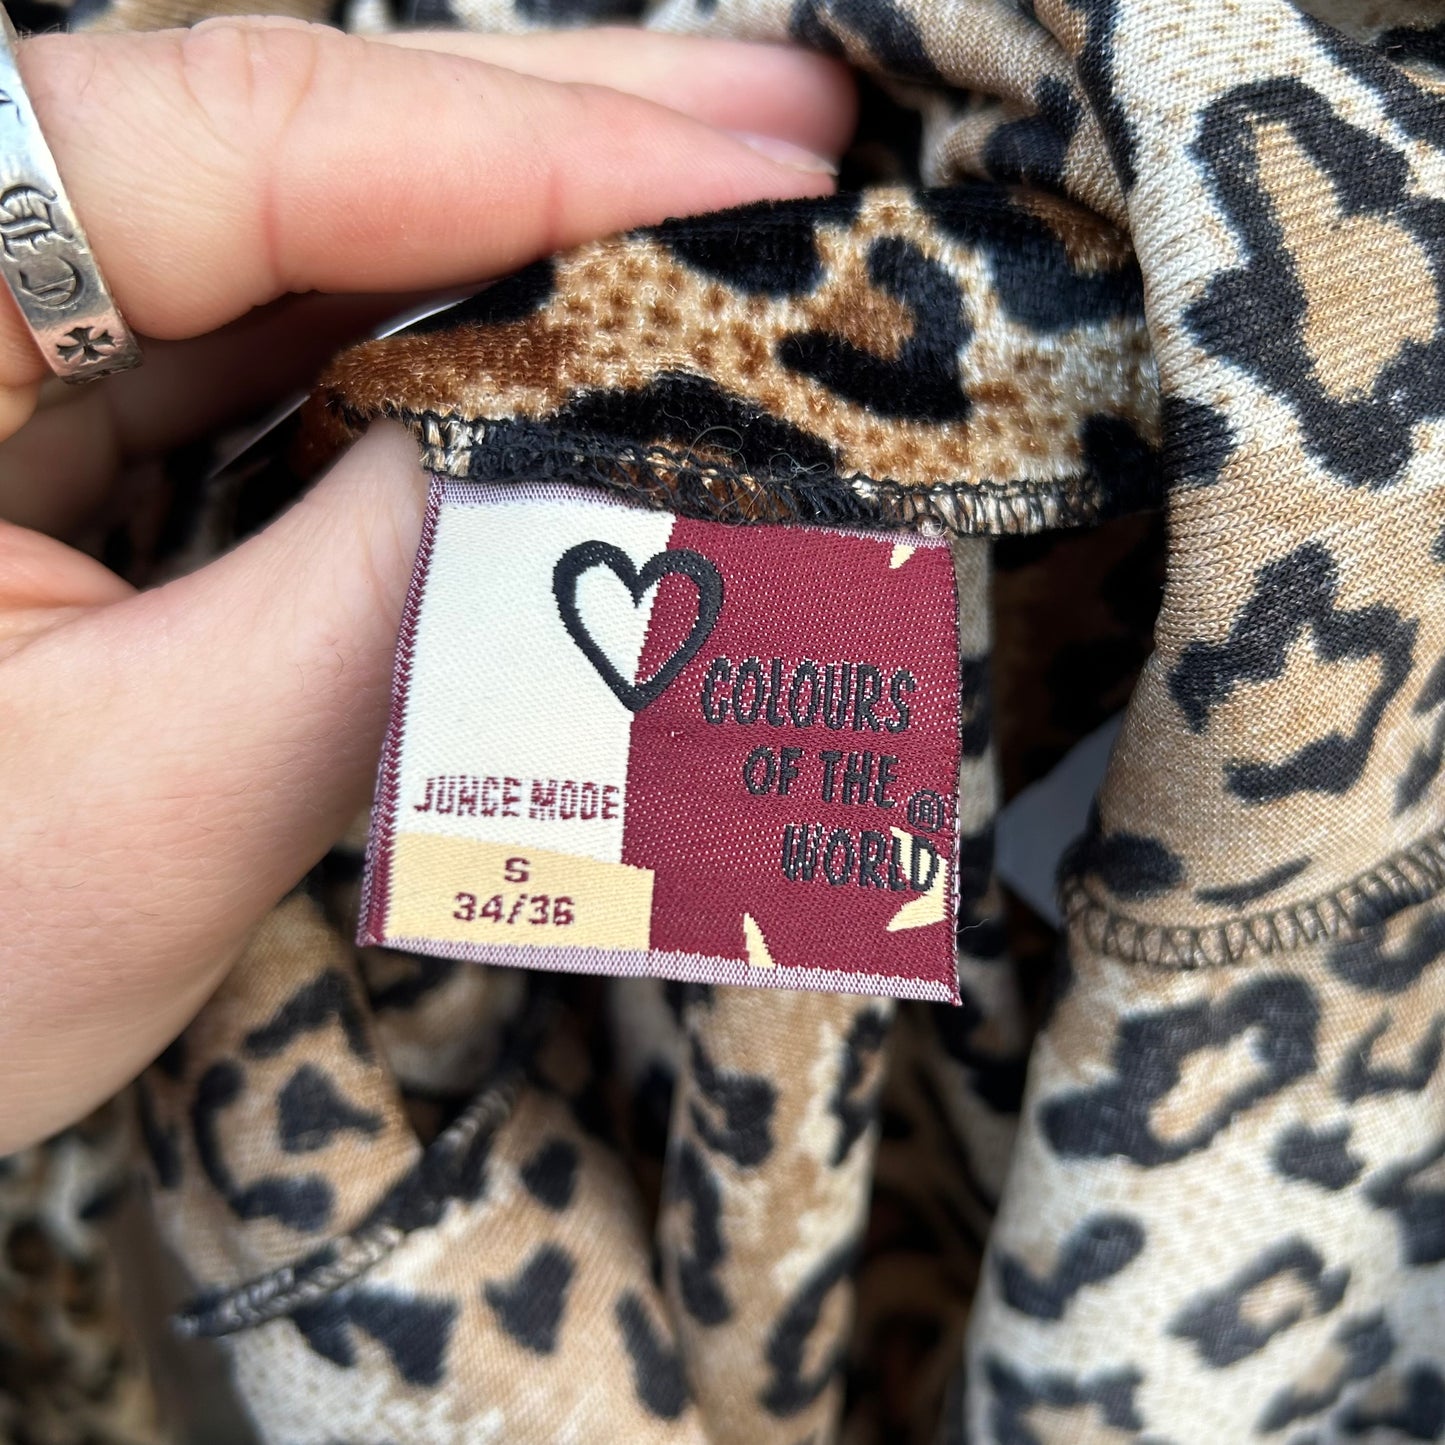 COLOURS
OF THE
WORLD®
JUNGE MODE
S
34/36